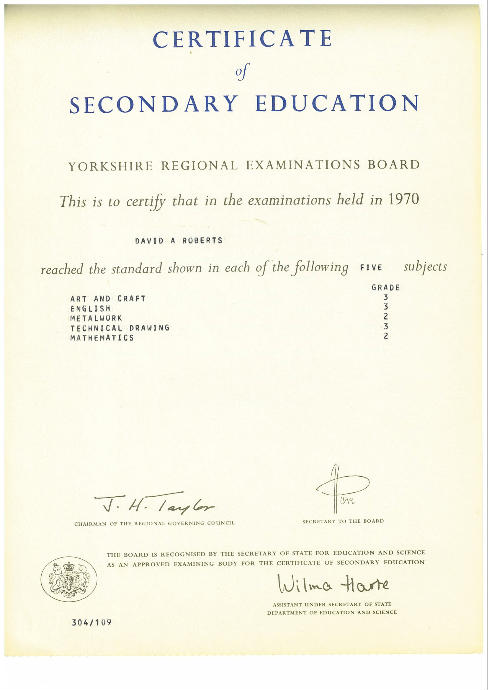 CERTIFICATE
of
SECONDARY EDUCATION
YORKSHIRE REGIONAL EXAMINATIONS BOARD
This is to certify that in the examinations held in 1970
DAVID A ROBERTS
reached the standard shown in each of the following FIVE subjects
GRADE
ART AND CRAFT 3
ENGLISH 3
METALWORK 2
TECHNICAL DRAWING 3
MATHEMATICS 2
J. H. Taylor
CHAIRMAN OF THE REGIONAL GOVERNING COUNCIL
SECRETARY TO THE BOARD
THE BOARD IS RECOGNISED BY THE SECRETARY OF STATE FOR EDUCATION AND SCIENCE
AS AN APPROVED EXAMINING BODY FOR THE CERTIFICATE OF SECONDARY EDUCATION
Wilma Harte
ASSISTANT UNDER SECRETARY OF STATE
DEPARTMENT OF EDUCATION AND SCIENCE
304/109